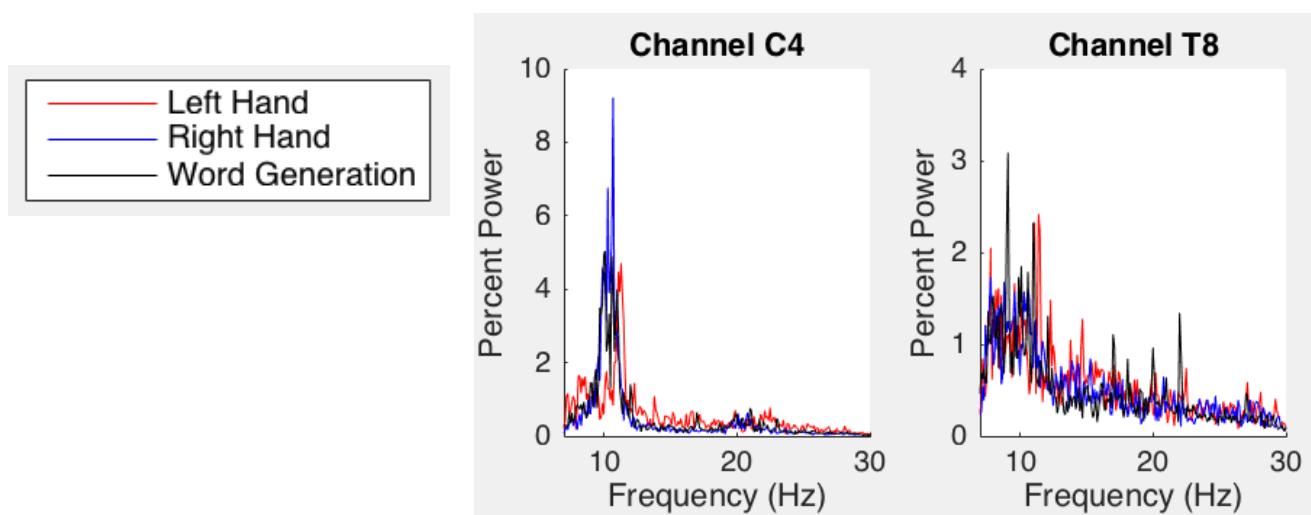 Left Hand
Right Hand
Word Generation
Channel C4
10
8
6
4
2
0
Percent Power
10 20 30
Frequency (Hz)
Channel T8
4
3
2
1
0
Percent Power
10 20 30
Frequency (Hz)